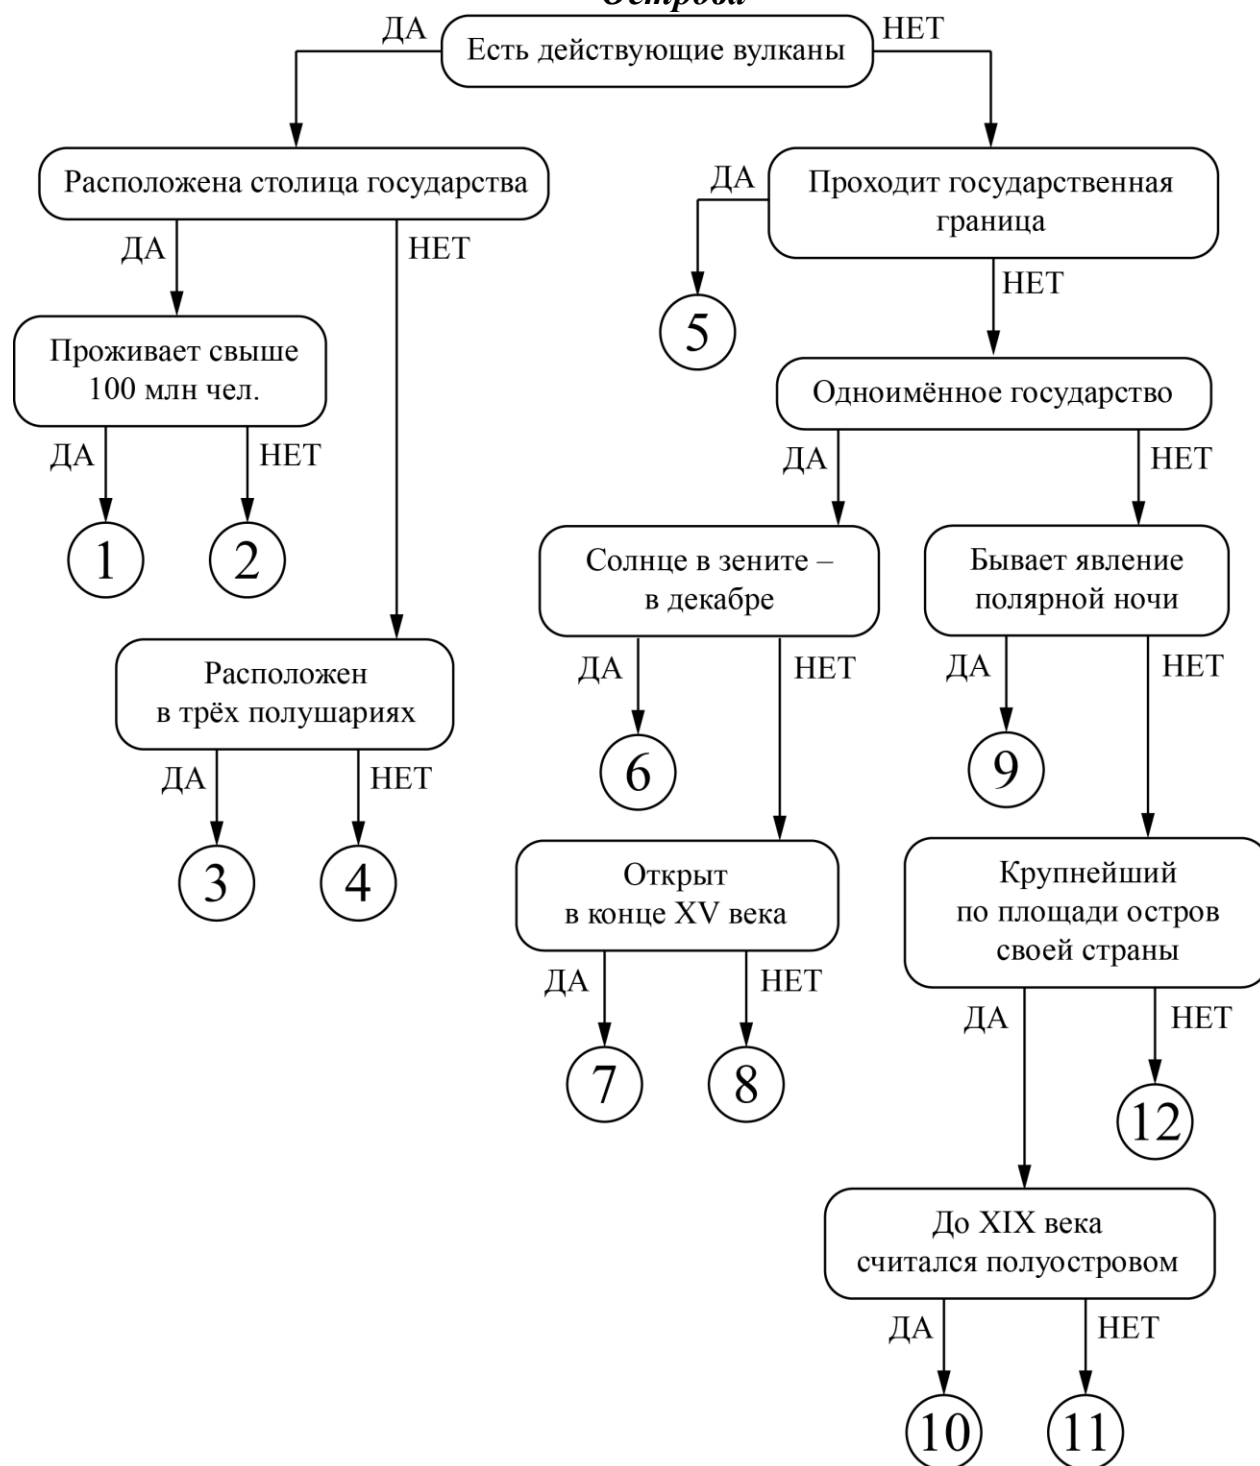 Острова
Есть действующие вулканы
ДА
НЕТ
Расположена столица государства
ДА
НЕТ
Проходит государственная
граница
ДА
НЕТ
5
Проживает свыше
100 млн чел.
ДА
НЕТ
1
2
Одноимённое государство
ДА
НЕТ
Солнце в зените –
в декабре
ДА
НЕТ
6
Бывает явление
полярной ночи
ДА
НЕТ
9
Расположен
в трёх полушариях
ДА
НЕТ
3
4
Открыт
в конце XV века
ДА
НЕТ
7
8
Крупнейший
по площади остров
своей страны
ДА
НЕТ
12
До XIX века
считался полуостровом
ДА
НЕТ
10
11